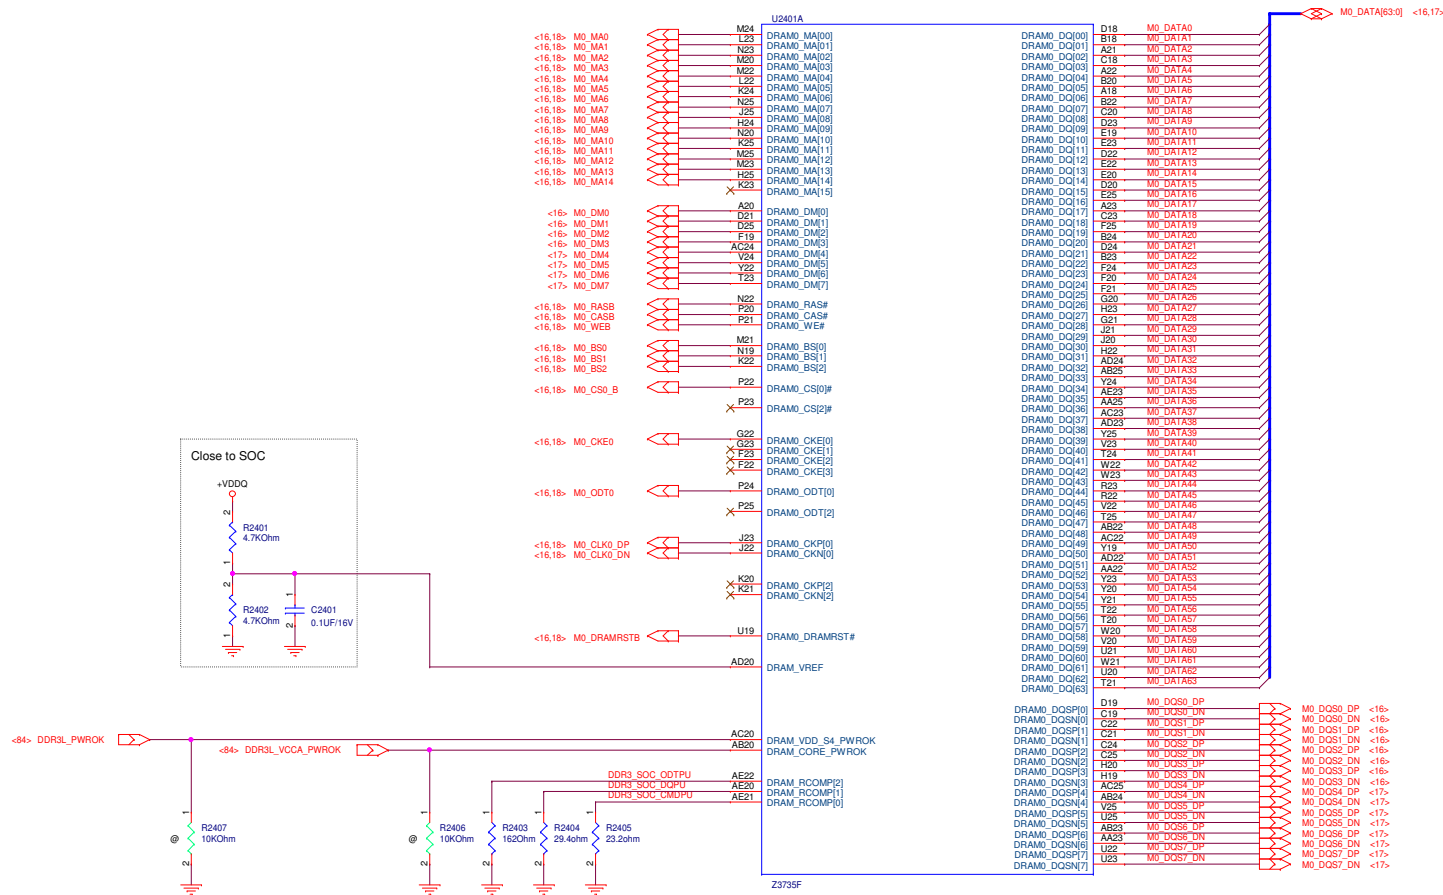 U2401A
M0_DATA[63:0] <16,17>
<16,18> M0_MA0 M24 DRAM0_MA[00]
<16,18> M0_MA1 L23 DRAM0_MA[01]
<16,18> M0_MA2 N23 DRAM0_MA[02]
<16,18> M0_MA3 M20 DRAM0_MA[03]
<16,18> M0_MA4 M22 DRAM0_MA[04]
<16,18> M0_MA5 L22 DRAM0_MA[05]
<16,18> M0_MA6 K24 DRAM0_MA[06]
<16,18> M0_MA7 N25 DRAM0_MA[07]
<16,18> M0_MA8 J25 DRAM0_MA[08]
<16,18> M0_MA9 H24 DRAM0_MA[09]
<16,18> M0_MA10 N20 DRAM0_MA[10]
<16,18> M0_MA11 K25 DRAM0_MA[11]
<16,18> M0_MA12 M25 DRAM0_MA[12]
<16,18> M0_MA13 M23 DRAM0_MA[13]
<16,18> M0_MA14 H25 DRAM0_MA[14]
K23 DRAM0_MA[15]
<16> M0_DM0 A20 DRAM0_DM[0]
<16> M0_DM1 D21 DRAM0_DM[1]
<16> M0_DM2 D25 DRAM0_DM[2]
<16> M0_DM3 F19 DRAM0_DM[3]
<17> M0_DM4 AC24 DRAM0_DM[4]
<17> M0_DM5 V24 DRAM0_DM[5]
<17> M0_DM6 Y22 DRAM0_DM[6]
<17> M0_DM7 T23 DRAM0_DM[7]
<16,18> M0_RASB N22 DRAM0_RAS#
<16,18> M0_CASB P20 DRAM0_CAS#
<16,18> M0_WEB P21 DRAM0_WE#
<16,18> M0_BS0 M21 DRAM0_BS[0]
<16,18> M0_BS1 N19 DRAM0_BS[1]
<16,18> M0_BS2 K22 DRAM0_BS[2]
<16,18> M0_CS0_B P22 DRAM0_CS[0]#
P23 DRAM0_CS[2]#
<16,18> M0_CKE0 G22 DRAM0_CKE[0]
G23 DRAM0_CKE[1]
F23 DRAM0_CKE[2]
F22 DRAM0_CKE[3]
<16,18> M0_ODT0 P24 DRAM0_ODT[0]
P25 DRAM0_ODT[2]
<16,18> M0_CLK0_DP J23 DRAM0_CKP[0]
<16,18> M0_CLK0_DN J22 DRAM0_CKN[0]
K20 DRAM0_CKP[2]
K21 DRAM0_CKN[2]
<16,18> M0_DRAMRSTB U19 DRAM0_DRAMRST#
AD20 DRAM_VREF
Close to SOC
+VDDQ
2
R2401
4.7KOhm
1
2
R2402
4.7KOhm
1
1
C2401
0.1UF/16V
2
<84> DDR3L_PWROK AC20 DRAM_VDD_S4_PWROK
<84> DDR3L_VCCA_PWROK AB20 DRAM_CORE_PWROK
DDR3_SOC_ODTPU AE22 DRAM_RCOMP[2]
DDR3_SOC_DQPU AE20 DRAM_RCOMP[1]
DDR3_SOC_CMDPU AE21 DRAM_RCOMP[0]
1 1 1 1 1
@ R2407 @ R2406 R2403 R2404 R2405
10KOhm 10KOhm 162Ohm 29.4ohm 23.2ohm
2 2 2 2 2
DRAM0_DQ[00] D18 M0_DATA0
DRAM0_DQ[01] B18 M0_DATA1
DRAM0_DQ[02] A21 M0_DATA2
DRAM0_DQ[03] C18 M0_DATA3
DRAM0_DQ[04] A22 M0_DATA4
DRAM0_DQ[05] B20 M0_DATA5
DRAM0_DQ[06] A18 M0_DATA6
DRAM0_DQ[07] B22 M0_DATA7
DRAM0_DQ[08] C20 M0_DATA8
DRAM0_DQ[09] D23 M0_DATA9
DRAM0_DQ[10] E19 M0_DATA10
DRAM0_DQ[11] E23 M0_DATA11
DRAM0_DQ[12] D22 M0_DATA12
DRAM0_DQ[13] E22 M0_DATA13
DRAM0_DQ[14] E20 M0_DATA14
DRAM0_DQ[15] D20 M0_DATA15
DRAM0_DQ[16] E25 M0_DATA16
DRAM0_DQ[17] A23 M0_DATA17
DRAM0_DQ[18] C23 M0_DATA18
DRAM0_DQ[19] F25 M0_DATA19
DRAM0_DQ[20] B24 M0_DATA20
DRAM0_DQ[21] D24 M0_DATA21
DRAM0_DQ[22] B23 M0_DATA22
DRAM0_DQ[23] F24 M0_DATA23
DRAM0_DQ[24] F20 M0_DATA24
DRAM0_DQ[25] F21 M0_DATA25
DRAM0_DQ[26] G20 M0_DATA26
DRAM0_DQ[27] H23 M0_DATA27
DRAM0_DQ[28] G21 M0_DATA28
DRAM0_DQ[29] J21 M0_DATA29
DRAM0_DQ[30] J20 M0_DATA30
DRAM0_DQ[31] H22 M0_DATA31
DRAM0_DQ[32] AD24 M0_DATA32
DRAM0_DQ[33] AB25 M0_DATA33
DRAM0_DQ[34] Y24 M0_DATA34
DRAM0_DQ[35] AE23 M0_DATA35
DRAM0_DQ[36] AA25 M0_DATA36
DRAM0_DQ[37] AC23 M0_DATA37
DRAM0_DQ[38] AD23 M0_DATA38
DRAM0_DQ[39] Y25 M0_DATA39
DRAM0_DQ[40] V23 M0_DATA40
DRAM0_DQ[41] T24 M0_DATA41
DRAM0_DQ[42] W22 M0_DATA42
DRAM0_DQ[43] W23 M0_DATA43
DRAM0_DQ[44] R23 M0_DATA44
DRAM0_DQ[45] R22 M0_DATA45
DRAM0_DQ[46] V22 M0_DATA46
DRAM0_DQ[47] T25 M0_DATA47
DRAM0_DQ[48] AB22 M0_DATA48
DRAM0_DQ[49] AC22 M0_DATA49
DRAM0_DQ[50] Y19 M0_DATA50
DRAM0_DQ[51] AD22 M0_DATA51
DRAM0_DQ[52] AA22 M0_DATA52
DRAM0_DQ[53] Y23 M0_DATA53
DRAM0_DQ[54] Y20 M0_DATA54
DRAM0_DQ[55] Y21 M0_DATA55
DRAM0_DQ[56] T22 M0_DATA56
DRAM0_DQ[57] T20 M0_DATA57
DRAM0_DQ[58] W20 M0_DATA58
DRAM0_DQ[59] V20 M0_DATA59
DRAM0_DQ[60] U21 M0_DATA60
DRAM0_DQ[61] W21 M0_DATA61
DRAM0_DQ[62] U20 M0_DATA62
DRAM0_DQ[63] T21 M0_DATA63
DRAM0_DQSP[0] D19 M0_DQS0_DP M0_DQS0_DP <16>
DRAM0_DQSN[0] C19 M0_DQS0_DN M0_DQS0_DN <16>
DRAM0_DQSP[1] C22 M0_DQS1_DP M0_DQS1_DP <16>
DRAM0_DQSN[1] C21 M0_DQS1_DN M0_DQS1_DN <16>
DRAM0_DQSP[2] C24 M0_DQS2_DP M0_DQS2_DP <16>
DRAM0_DQSN[2] C25 M0_DQS2_DN M0_DQS2_DN <16>
DRAM0_DQSP[3] H20 M0_DQS3_DP M0_DQS3_DP <16>
DRAM0_DQSN[3] H19 M0_DQS3_DN M0_DQS3_DN <16>
DRAM0_DQSP[4] AC25 M0_DQS4_DP M0_DQS4_DP <17>
DRAM0_DQSN[4] AB24 M0_DQS4_DN M0_DQS4_DN <17>
DRAM0_DQSP[5] V25 M0_DQS5_DP M0_DQS5_DP <17>
DRAM0_DQSN[5] U25 M0_DQS5_DN M0_DQS5_DN <17>
DRAM0_DQSP[6] AB23 M0_DQS6_DP M0_DQS6_DP <17>
DRAM0_DQSN[6] AA23 M0_DQS6_DN M0_DQS6_DN <17>
DRAM0_DQSP[7] U22 M0_DQS7_DP M0_DQS7_DP <17>
DRAM0_DQSN[7] U23 M0_DQS7_DN M0_DQS7_DN <17>
Z3735F